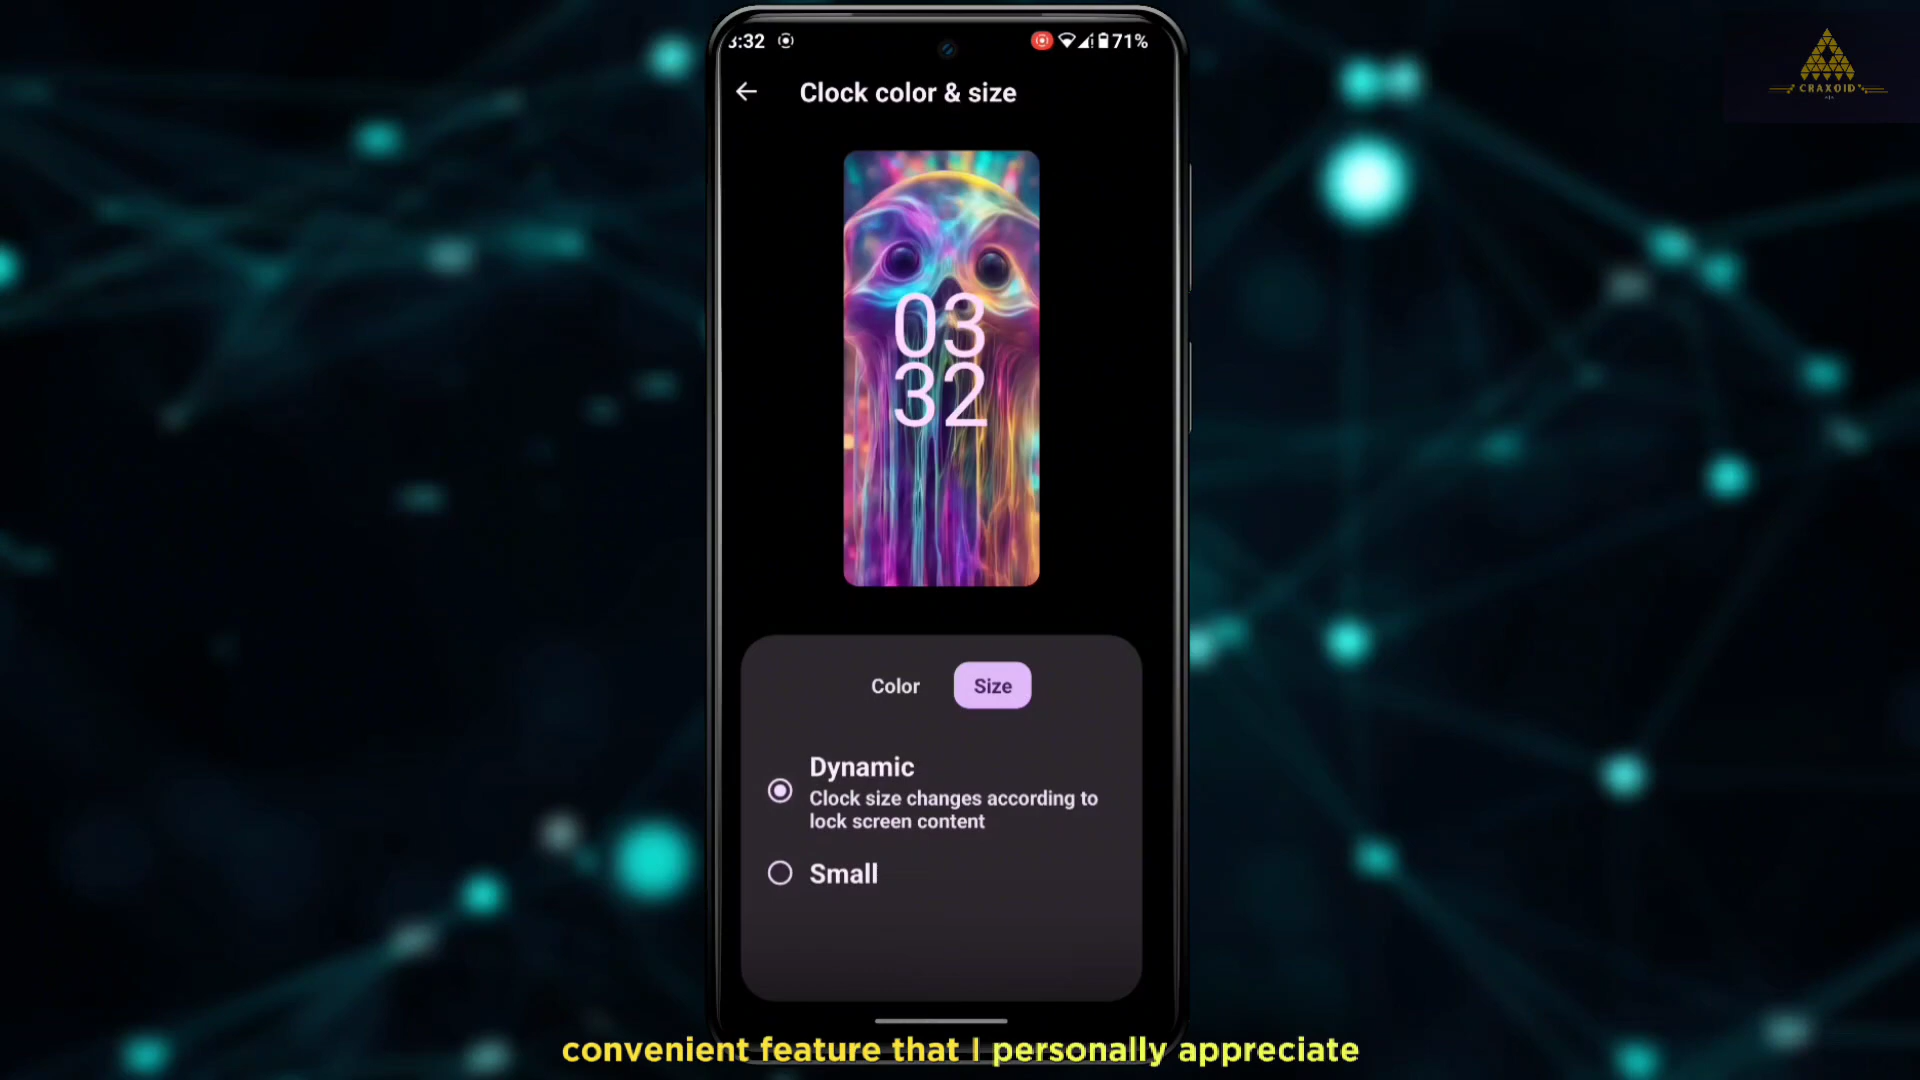 3:32
71%
CRAXOID
Clock color & size
03
32
Color
Size
Dynamic
Clock size changes according to
lock screen content
Small
convenient feature that I personally appreciate